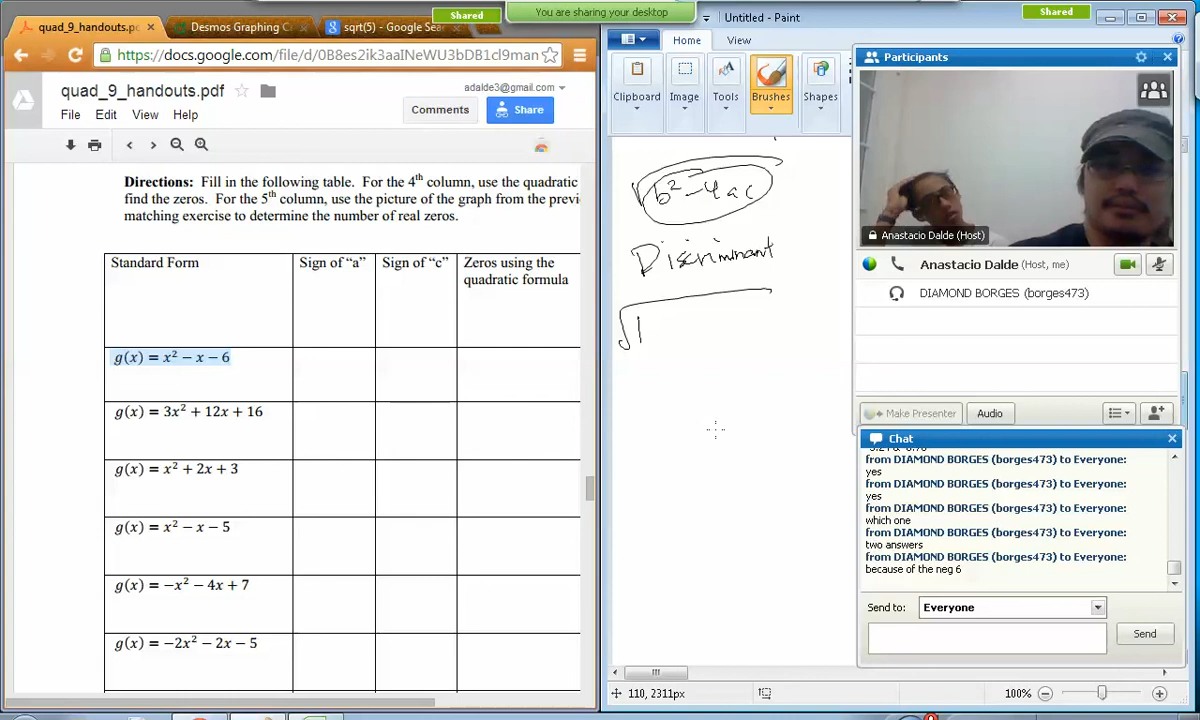 Shared
You are sharing your desktop
Untitled - Paint
Shared
quad_9_handouts.pd
Desmos Graphing C
sqrt(5) - Google Sea
Home
View
https://docs.google.com/file/d/0B8es2ik3aaINeWU3bDB1cl9man
quad_9_handouts.pdf
adalde3@gmail.com
File Edit View Help
Comments
Share
Clipboard
Image
Tools
Brushes
Shapes
Participants
Anastacio Dalde (Host)
Anastacio Dalde (Host, me)
DIAMOND BORGES (borges473)
Make Presenter
Audio
Directions: Fill in the following table. For the 4th column, use the quadratic
find the zeros. For the 5th column, use the picture of the graph from the previ
matching exercise to determine the number of real zeros.
Standard Form
Sign of "a"
Sign of "c"
Zeros using the
quadratic formula
g(x) = x² − x − 6
g(x) = 3x² + 12x + 16
g(x) = x² + 2x + 3
g(x) = x² − x − 5
g(x) = −x² − 4x + 7
g(x) = −2x² − 2x − 5
√b² − 4ac
Discriminant
√1
Chat
from DIAMOND BORGES (borges473) to Everyone:
yes
from DIAMOND BORGES (borges473) to Everyone:
yes
from DIAMOND BORGES (borges473) to Everyone:
which one
from DIAMOND BORGES (borges473) to Everyone:
two answers
from DIAMOND BORGES (borges473) to Everyone:
because of the neg 6
Send to:
Everyone
Send
110, 2311px
100%